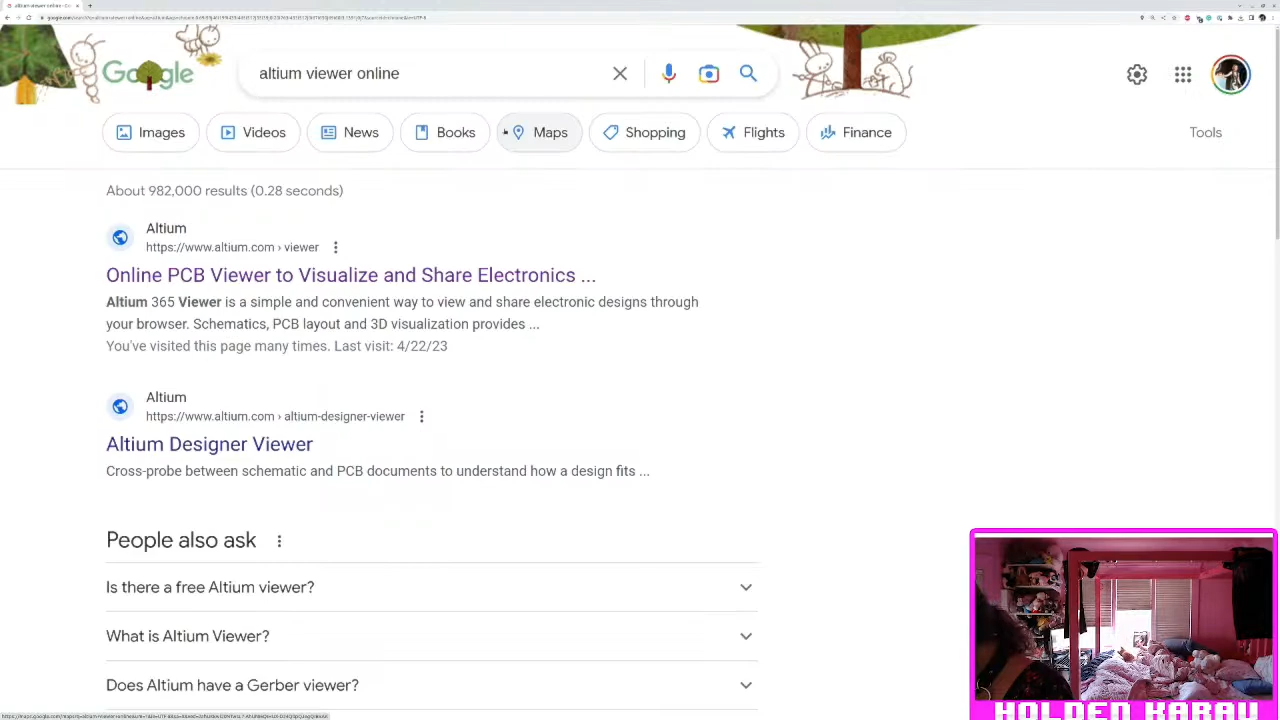 altium viewer online
Google
altium viewer online
Images
Videos
News
Books
Maps
Shopping
Flights
Finance
Tools
About 982,000 results (0.28 seconds)
Altium
https://www.altium.com › viewer
Online PCB Viewer to Visualize and Share Electronics ...
Altium 365 Viewer is a simple and convenient way to view and share electronic designs through
your browser. Schematics, PCB layout and 3D visualization provides ...
You've visited this page many times. Last visit: 4/22/23
Altium
https://www.altium.com › altium-designer-viewer
Altium Designer Viewer
Cross-probe between schematic and PCB documents to understand how a design fits ...
People also ask
Is there a free Altium viewer?
What is Altium Viewer?
Does Altium have a Gerber viewer?
HOLDEN KARAU